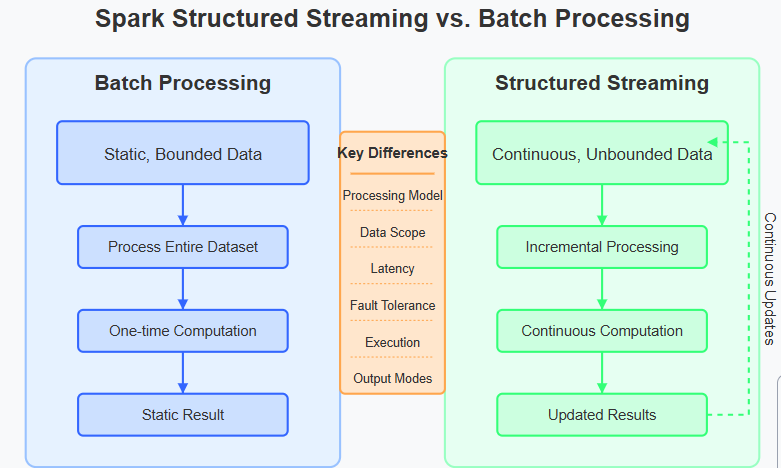 Spark Structured Streaming vs. Batch Processing
Batch Processing
Static, Bounded Data
Process Entire Dataset
One-time Computation
Static Result
Key Differences
Processing Model
Data Scope
Latency
Fault Tolerance
Execution
Output Modes
Structured Streaming
Continuous, Unbounded Data
Incremental Processing
Continuous Computation
Updated Results
Continuous Updates